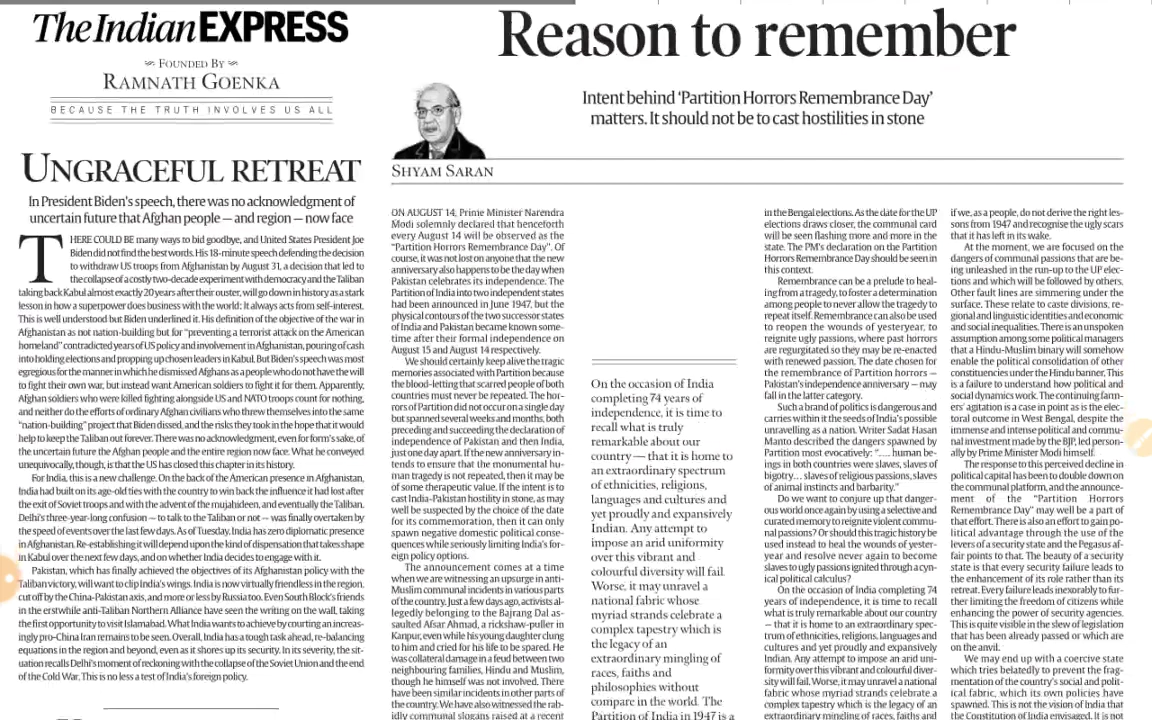 The Indian EXPRESS
FOUNDED BY
RAMNATH GOENKA
BECAUSE THE TRUTH INVOLVES US ALL
UNGRACEFUL RETREAT
In President Biden's speech, there was no acknowledgment of
uncertain future that Afghan people — and region — now face
THERE COULD BE many ways to bid goodbye, and United States President Joe
Biden did not find the best words. His 18-minute speech defending the decision
to withdraw US troops from Afghanistan by August 31, a decision that led to
the collapse of a costly two-decade experiment with democracy and the Taliban
taking back Kabul almost exactly 20 years after their ouster, will go down in history as a stark
lesson in how a superpower does business with the world: It always acts from self-interest.
This is well understood but Biden underlined it. His definition of the objective of the war in
Afghanistan as not nation-building but for "preventing a terrorist attack on the American
homeland" contradicted years of US policy and involvement in Afghanistan, pouring of cash
into holding elections and propping up chosen leaders in Kabul. But Biden's speech was most
egregious for the manner in which he dismissed Afghans as a people who do not have the will
to fight their own war, but instead want American soldiers to fight it for them. Apparently,
Afghan soldiers who were killed fighting alongside US and NATO troops count for nothing,
and neither do the efforts of ordinary Afghan civilians who threw themselves into the same
"nation-building" project that Biden dissed, and the risks they took in the hope that it would
help to keep the Taliban out forever. There was no acknowledgment, even for form's sake, of
the uncertain future the Afghan people and the entire region now face. What he conveyed
unequivocally, though, is that the US has closed this chapter in its history.
For India, this is a new challenge. On the back of the American presence in Afghanistan,
India had built on its age-old ties with the country to win back the influence it had lost after
the exit of Soviet troops and with the advent of the mujahideen, and eventually the Taliban.
Delhi's three-year-long confusion — to talk to the Taliban or not — was finally overtaken by
the speed of events over the last few days. As of Tuesday, India has zero diplomatic presence
in Afghanistan. Re-establishing it will depend upon the kind of dispensation that takes shape
in Kabul over the next few days, and on whether India decides to engage with it.
Pakistan, which has finally achieved the objectives of its Afghanistan policy with the
Taliban victory, will want to clip India's wings. India is now virtually friendless in the region,
cut off by the China-Pakistan axis, and more or less by Russia too. Even South Block's friends
in the erstwhile anti-Taliban Northern Alliance have seen the writing on the wall, taking
the first opportunity to visit Islamabad. What India wants to achieve by courting an increas-
ingly pro-China Iran remains to be seen. Overall, India has a tough task ahead, re-balancing
equations in the region and beyond, even as it shores up its security. In its severity, the sit-
uation recalls Delhi's moment of reckoning with the collapse of the Soviet Union and the end
of the Cold War. This is no less a test of India's foreign policy.
Reason to remember
Intent behind 'Partition Horrors Remembrance Day'
matters. It should not be to cast hostilities in stone
SHYAM SARAN
ON AUGUST 14, Prime Minister Narendra
Modi solemnly declared that henceforth
every August 14 will be observed as the
"Partition Horrors Remembrance Day". Of
course, it was not lost on anyone that the new
anniversary also happens to be the day when
Pakistan celebrates its independence. The
Partition of India into two independent states
had been announced in June 1947, but the
physical contours of the two successor states
of India and Pakistan became known some-
time after their formal independence on
August 15 and August 14 respectively.
We should certainly keep alive the tragic
memories associated with Partition because
the blood-letting that scarred people of both
countries must never be repeated. The hor-
rors of Partition did not occur on a single day
but spanned several weeks and months, both
preceding and succeeding the declaration of
independence of Pakistan and then India,
just one day apart. If the new anniversary in-
tends to ensure that the monumental hu-
man tragedy is not repeated, then it may be
of some therapeutic value. If the intent is to
cast India-Pakistan hostility in stone, as may
well be suspected by the choice of the date
for its commemoration, then it can only
spawn negative domestic political conse-
quences while seriously limiting India's for-
eign policy options.
The announcement comes at a time
when we are witnessing an upsurge in anti-
Muslim communal incidents in various parts
of the country. Just a few days ago, activists al-
legedly belonging to the Bajrang Dal as-
saulted Afsar Ahmad, a rickshaw-puller in
Kanpur, even while his young daughter clung
to him and cried for his life to be spared. He
was collateral damage in a feud between two
neighbouring families, Hindu and Muslim,
though he himself was not involved. There
have been similar incidents in other parts of
the country. We have also witnessed the rab-
idly communal slogans raised at a recent
On the occasion of India
completing 74 years of
independence, it is time to
recall what is truly
remarkable about our
country — that it is home to
an extraordinary spectrum
of ethnicities, religions,
languages and cultures and
yet proudly and expansively
Indian. Any attempt to
impose an arid uniformity
over this vibrant and
colourful diversity will fail.
Worse, it may unravel a
national fabric whose
myriad strands celebrate a
complex tapestry which is
the legacy of an
extraordinary mingling of
races, faiths and
philosophies without
compare in the world. The
Partition of India in 1947 is a
in the Bengal elections. As the date for the UP
elections draws closer, the communal card
will be seen flashing more and more in the
state. The PM's declaration on the Partition
Horrors Remembrance Day should be seen in
this context.
Remembrance can be a prelude to heal-
ing from a tragedy, to foster a determination
among people to never allow the tragedy to
repeat itself. Remembrance can also be used
to reopen the wounds of yesteryear, to
reignite ugly passions, where past horrors
are regurgitated so they may be re-enacted
with renewed passion. The date chosen for
the remembrance of Partition horrors —
Pakistan's independence anniversary — may
fall in the latter category.
Such a brand of politics is dangerous and
carries within it the seeds of India's possible
unravelling as a nation. Writer Sadat Hasan
Manto described the dangers spawned by
Partition most evocatively: "..... human be-
ings in both countries were slaves, slaves of
bigotry. . . slaves of religious passions, slaves
of animal instincts and barbarity."
Do we want to conjure up that danger-
ous world once again by using a selective and
curated memory to reignite violent commu-
nal passions? Or should this tragic history be
used instead to heal the wounds of yester-
year and resolve never again to become
slaves to ugly passions ignited through a cyn-
ical political calculus?
On the occasion of India completing 74
years of independence, it is time to recall
what is truly remarkable about our country
— that it is home to an extraordinary spec-
trum of ethnicities, religions, languages and
cultures and yet proudly and expansively
Indian. Any attempt to impose an arid uni-
formity over this vibrant and colourful diver-
sity will fail. Worse, it may unravel a national
fabric whose myriad strands celebrate a
complex tapestry which is the legacy of an
extraordinary mingling of races, faiths and
if we, as a people, do not derive the right les-
sons from 1947 and recognise the ugly scars
that it has left in its wake.
At the moment, we are focused on the
dangers of communal passions that are be-
ing unleashed in the run-up to the UP elec-
tions and which will be followed by others.
Other fault lines are simmering under the
surface. These relate to caste divisions, re-
gional and linguistic identities and economic
and social inequalities. There is an unspoken
assumption among some political managers
that a Hindu-Muslim binary will somehow
enable the political consolidation of other
constituencies under the Hindu banner. This
is a failure to understand how political and
social dynamics work. The continuing farm-
ers' agitation is a case in point as is the elec-
toral outcome in West Bengal, despite the
immense and intense political and commu-
nal investment made by the BJP, led person-
ally by Prime Minister Modi himself.
The response to this perceived decline in
political capital has been to double down on
the communal platform, and the announce-
ment of the "Partition Horrors
Remembrance Day" may well be a part of
that effort. There is also an effort to gain po-
litical advantage through the use of the
levers of a security state and the Pegasus af-
fair points to that. The beauty of a security
state is that every security failure leads to
the enhancement of its role rather than its
retreat. Every failure leads inexorably to fur-
ther limiting the freedom of citizens while
enhancing the power of security agencies.
This is quite visible in the slew of legislation
that has been already passed or which are
on the anvil.
We may end up with a coercive state
which tries belatedly to prevent the frag-
mentation of the country's social and polit-
ical fabric, which its own policies have
spawned. This is not the vision of India that
the Constitution of India envisaged. It is not